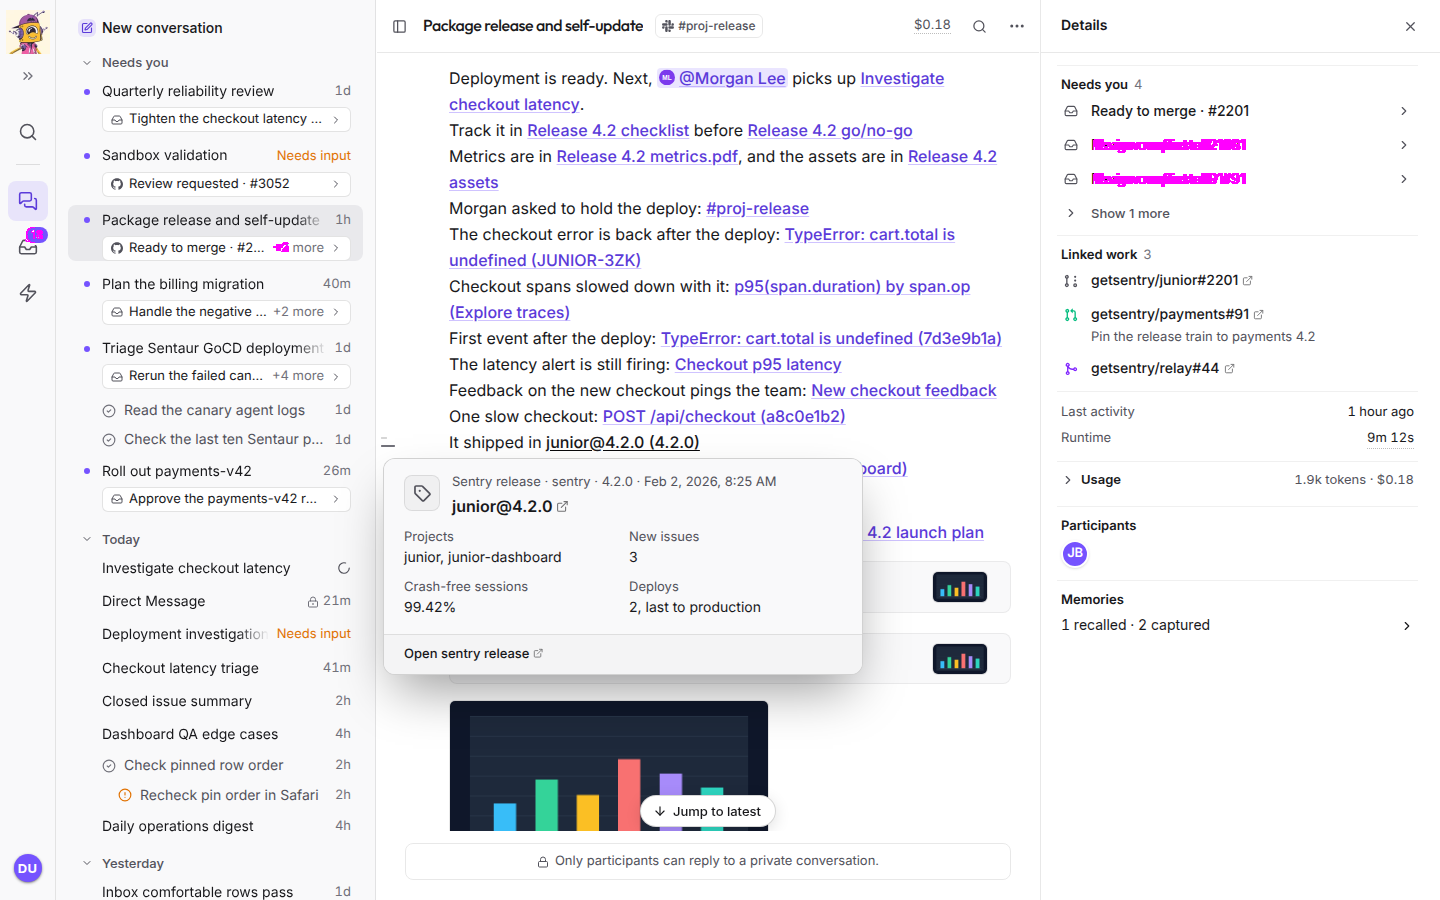 New conversation
Needs you
Quarterly reliability review 1d
Tighten the checkout latency ...
Sandbox validation Needs input
Review requested · #3052
Package release and self-update 1h
Ready to merge · #2... more
Plan the billing migration 40m
Handle the negative ... +2 more
Triage Sentaur GoCD deployment 1d
Rerun the failed can... +4 more
Read the canary agent logs 1d
Check the last ten Sentaur p... 1d
Roll out payments-v42 26m
Approve the payments-v42 r...
Today
Investigate checkout latency
Direct Message 21m
Deployment investigation Needs input
Checkout latency triage 41m
Closed issue summary 2h
Dashboard QA edge cases 4h
Check pinned row order 2h
Recheck pin order in Safari 2h
Daily operations digest 4h
Yesterday
Inbox comfortable rows pass 1d
DU
Package release and self-update #proj-release $0.18
Deployment is ready. Next, ML @Morgan Lee picks up Investigate
checkout latency.
Track it in Release 4.2 checklist before Release 4.2 go/no-go
Metrics are in Release 4.2 metrics.pdf, and the assets are in Release 4.2
assets
Morgan asked to hold the deploy: #proj-release
The checkout error is back after the deploy: TypeError: cart.total is
undefined (JUNIOR-3ZK)
Checkout spans slowed down with it: p95(span.duration) by span.op
(Explore traces)
First event after the deploy: TypeError: cart.total is undefined (7d3e9b1a)
The latency alert is still firing: Checkout p95 latency
Feedback on the new checkout pings the team: New checkout feedback
One slow checkout: POST /api/checkout (a8c0e1b2)
It shipped in junior@4.2.0 (4.2.0)
board)
4.2 launch plan
Sentry release · sentry · 4.2.0 · Feb 2, 2026, 8:25 AM
junior@4.2.0
Projects New issues
junior, junior-dashboard 3
Crash-free sessions Deploys
99.42% 2, last to production
Open sentry release
Jump to latest
Only participants can reply to a private conversation.
Details
Needs you 4
Ready to merge · #2201
Show 1 more
Linked work 3
getsentry/junior#2201
getsentry/payments#91
Pin the release train to payments 4.2
getsentry/relay#44
Last activity 1 hour ago
Runtime 9m 12s
Usage 1.9k tokens · $0.18
Participants
JB
Memories
1 recalled · 2 captured